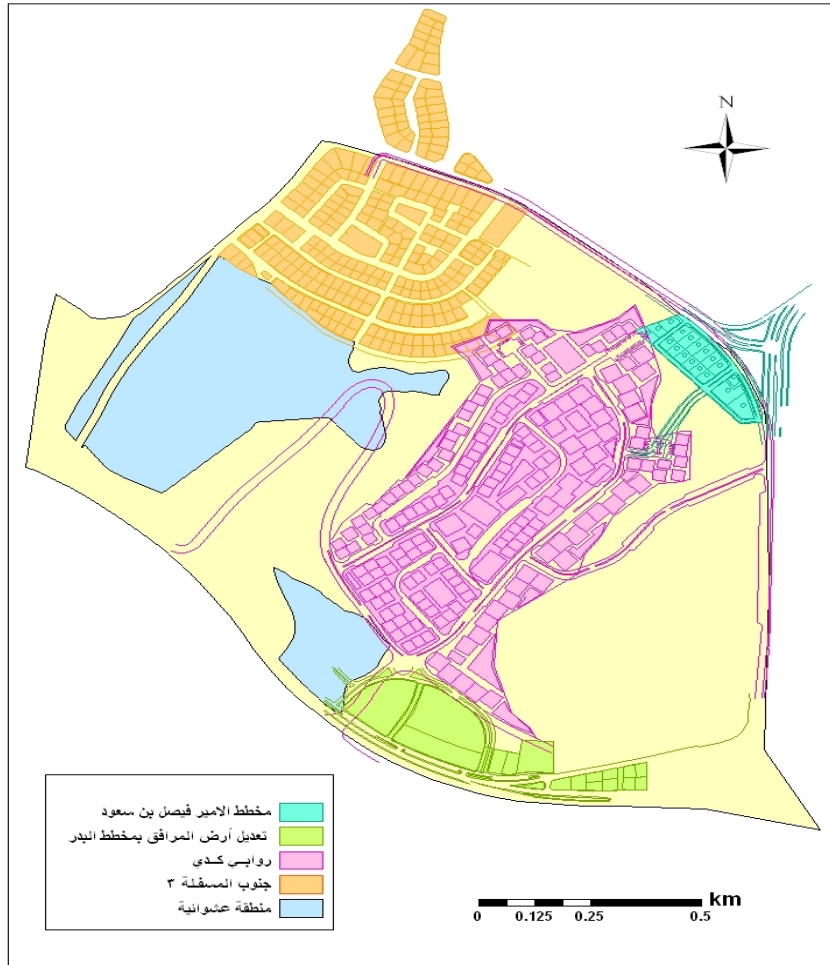 N
مخطط الامير فيصل بن سعود
تعديل أرض المرافق بمخطط البدر
روابي كدي
جنوب المسفلة ٣
منطقة عشوائية
km
0 0.125 0.25 0.5